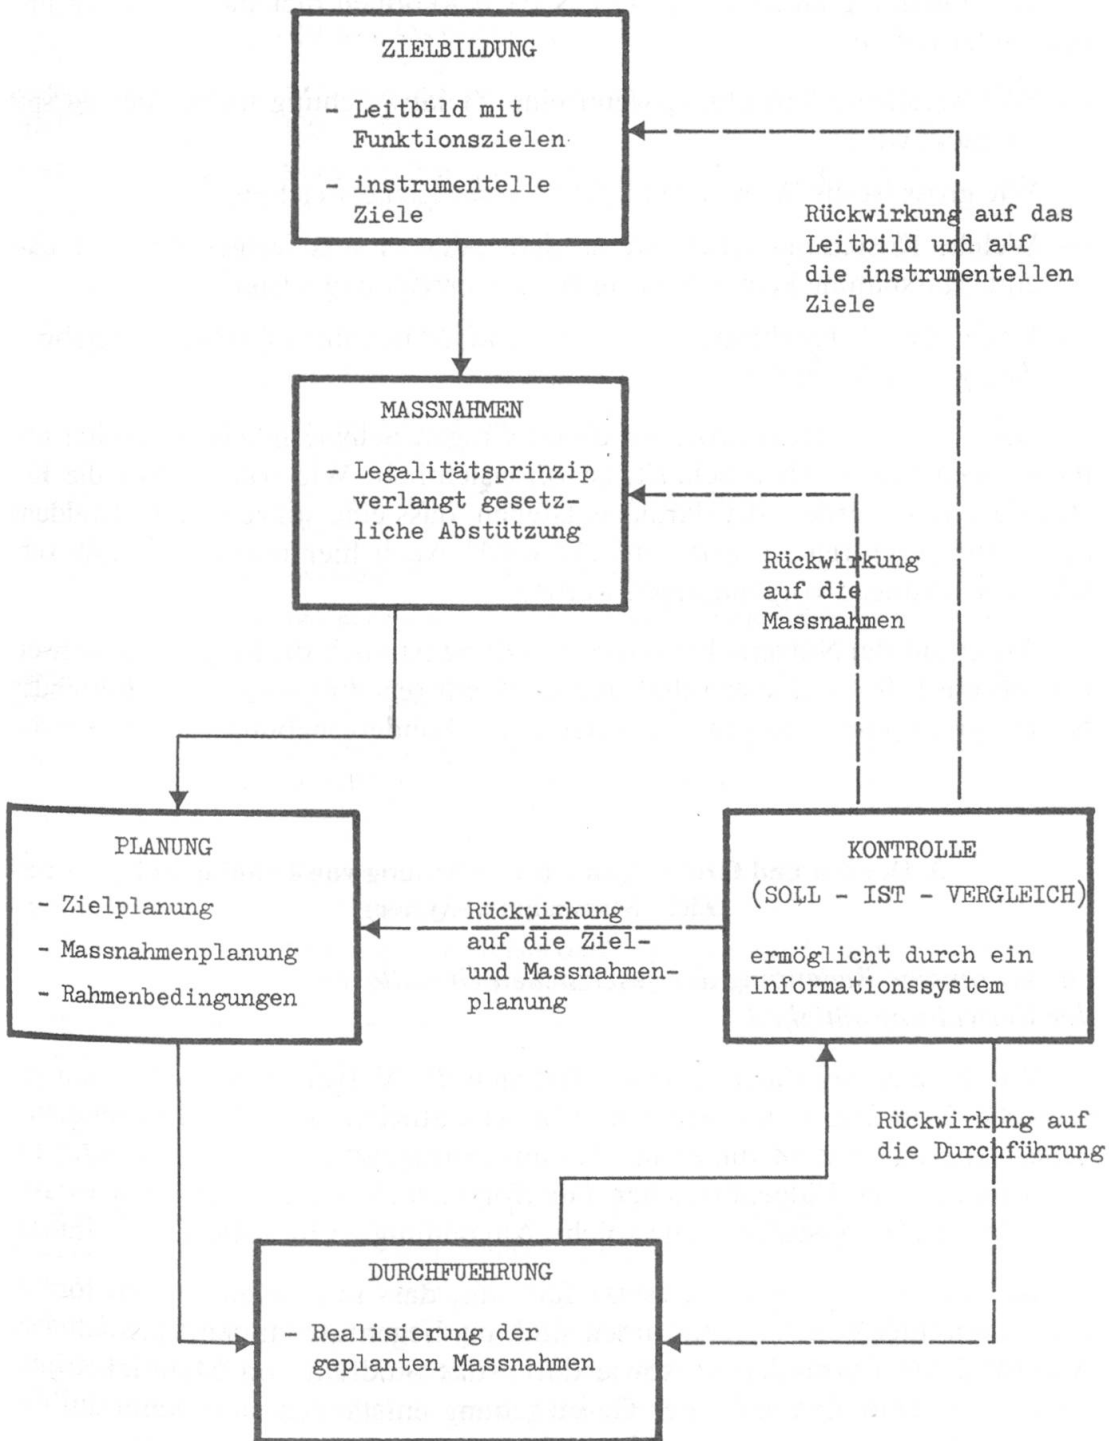 ZIELBILDUNG
- Leitbild mit
Funktionszielen
- instrumentelle
Ziele
Rückwirkung auf das
Leitbild und auf
die instrumentellen
Ziele
MASSNAHMEN
- Legalitätsprinzip
verlangt gesetz-
liche Abstützung
Rückwirkung
auf die
Massnahmen
PLANUNG
- Zielplanung
- Massnahmenplanung
- Rahmenbedingungen
Rückwirkung
auf die Ziel-
und Massnahmen-
planung
KONTROLLE
(SOLL - IST - VERGLEICH)
ermöglicht durch ein
Informationssystem
Rückwirkung auf
die Durchführung
DURCHFUEHRUNG
- Realisierung der
geplanten Massnahmen